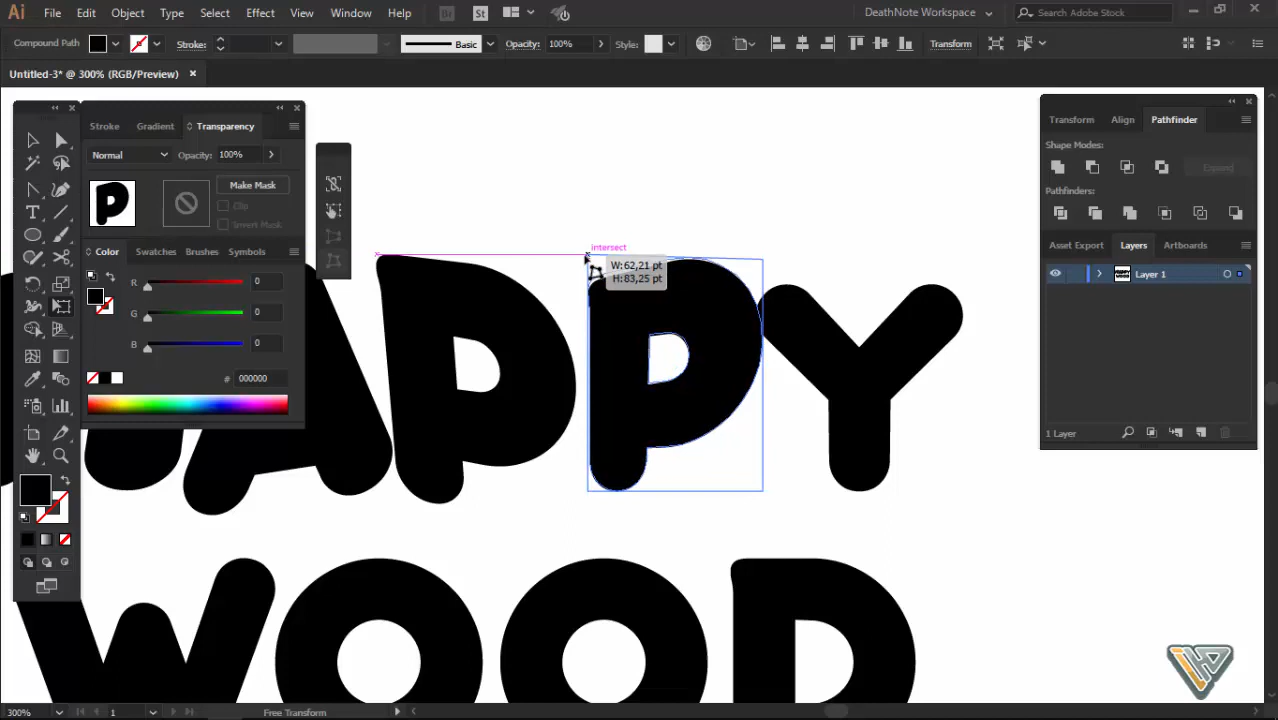 Ai File Edit Object Type Select Effect View Window Help Br St DeathNote Workspace Search Adobe Stock
Compound Path Stroke: Basic Opacity: 100% Style: Transform
Untitled-3* @ 300% (RGB/Preview)
Stroke Gradient Transparency
Normal Opacity: 100%
Make Mask
Clip
Invert Mask
Color Swatches Brushes Symbols
R 0
G 0
B 0
# 000000
Transform Align Pathfinder
Shape Modes:
Expand
Pathfinders:
Asset Export Layers Artboards
Layer 1
1 Layer
intersect
W:62,21 pt
H:83,25 pt
APPY
WOOD
300% 1 Free Transform